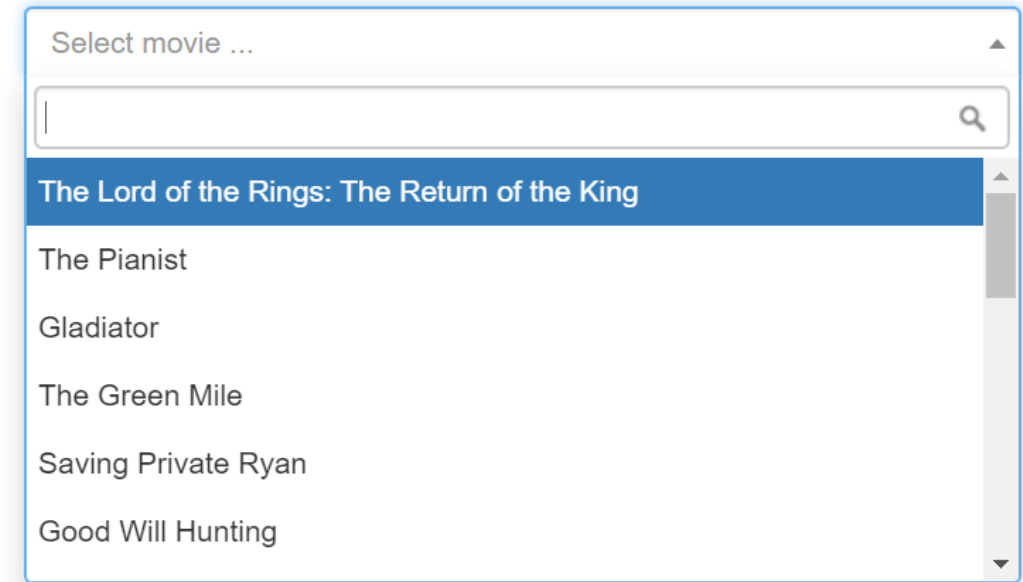 Select movie ...
The Lord of the Rings: The Return of the King
The Pianist
Gladiator
The Green Mile
Saving Private Ryan
Good Will Hunting